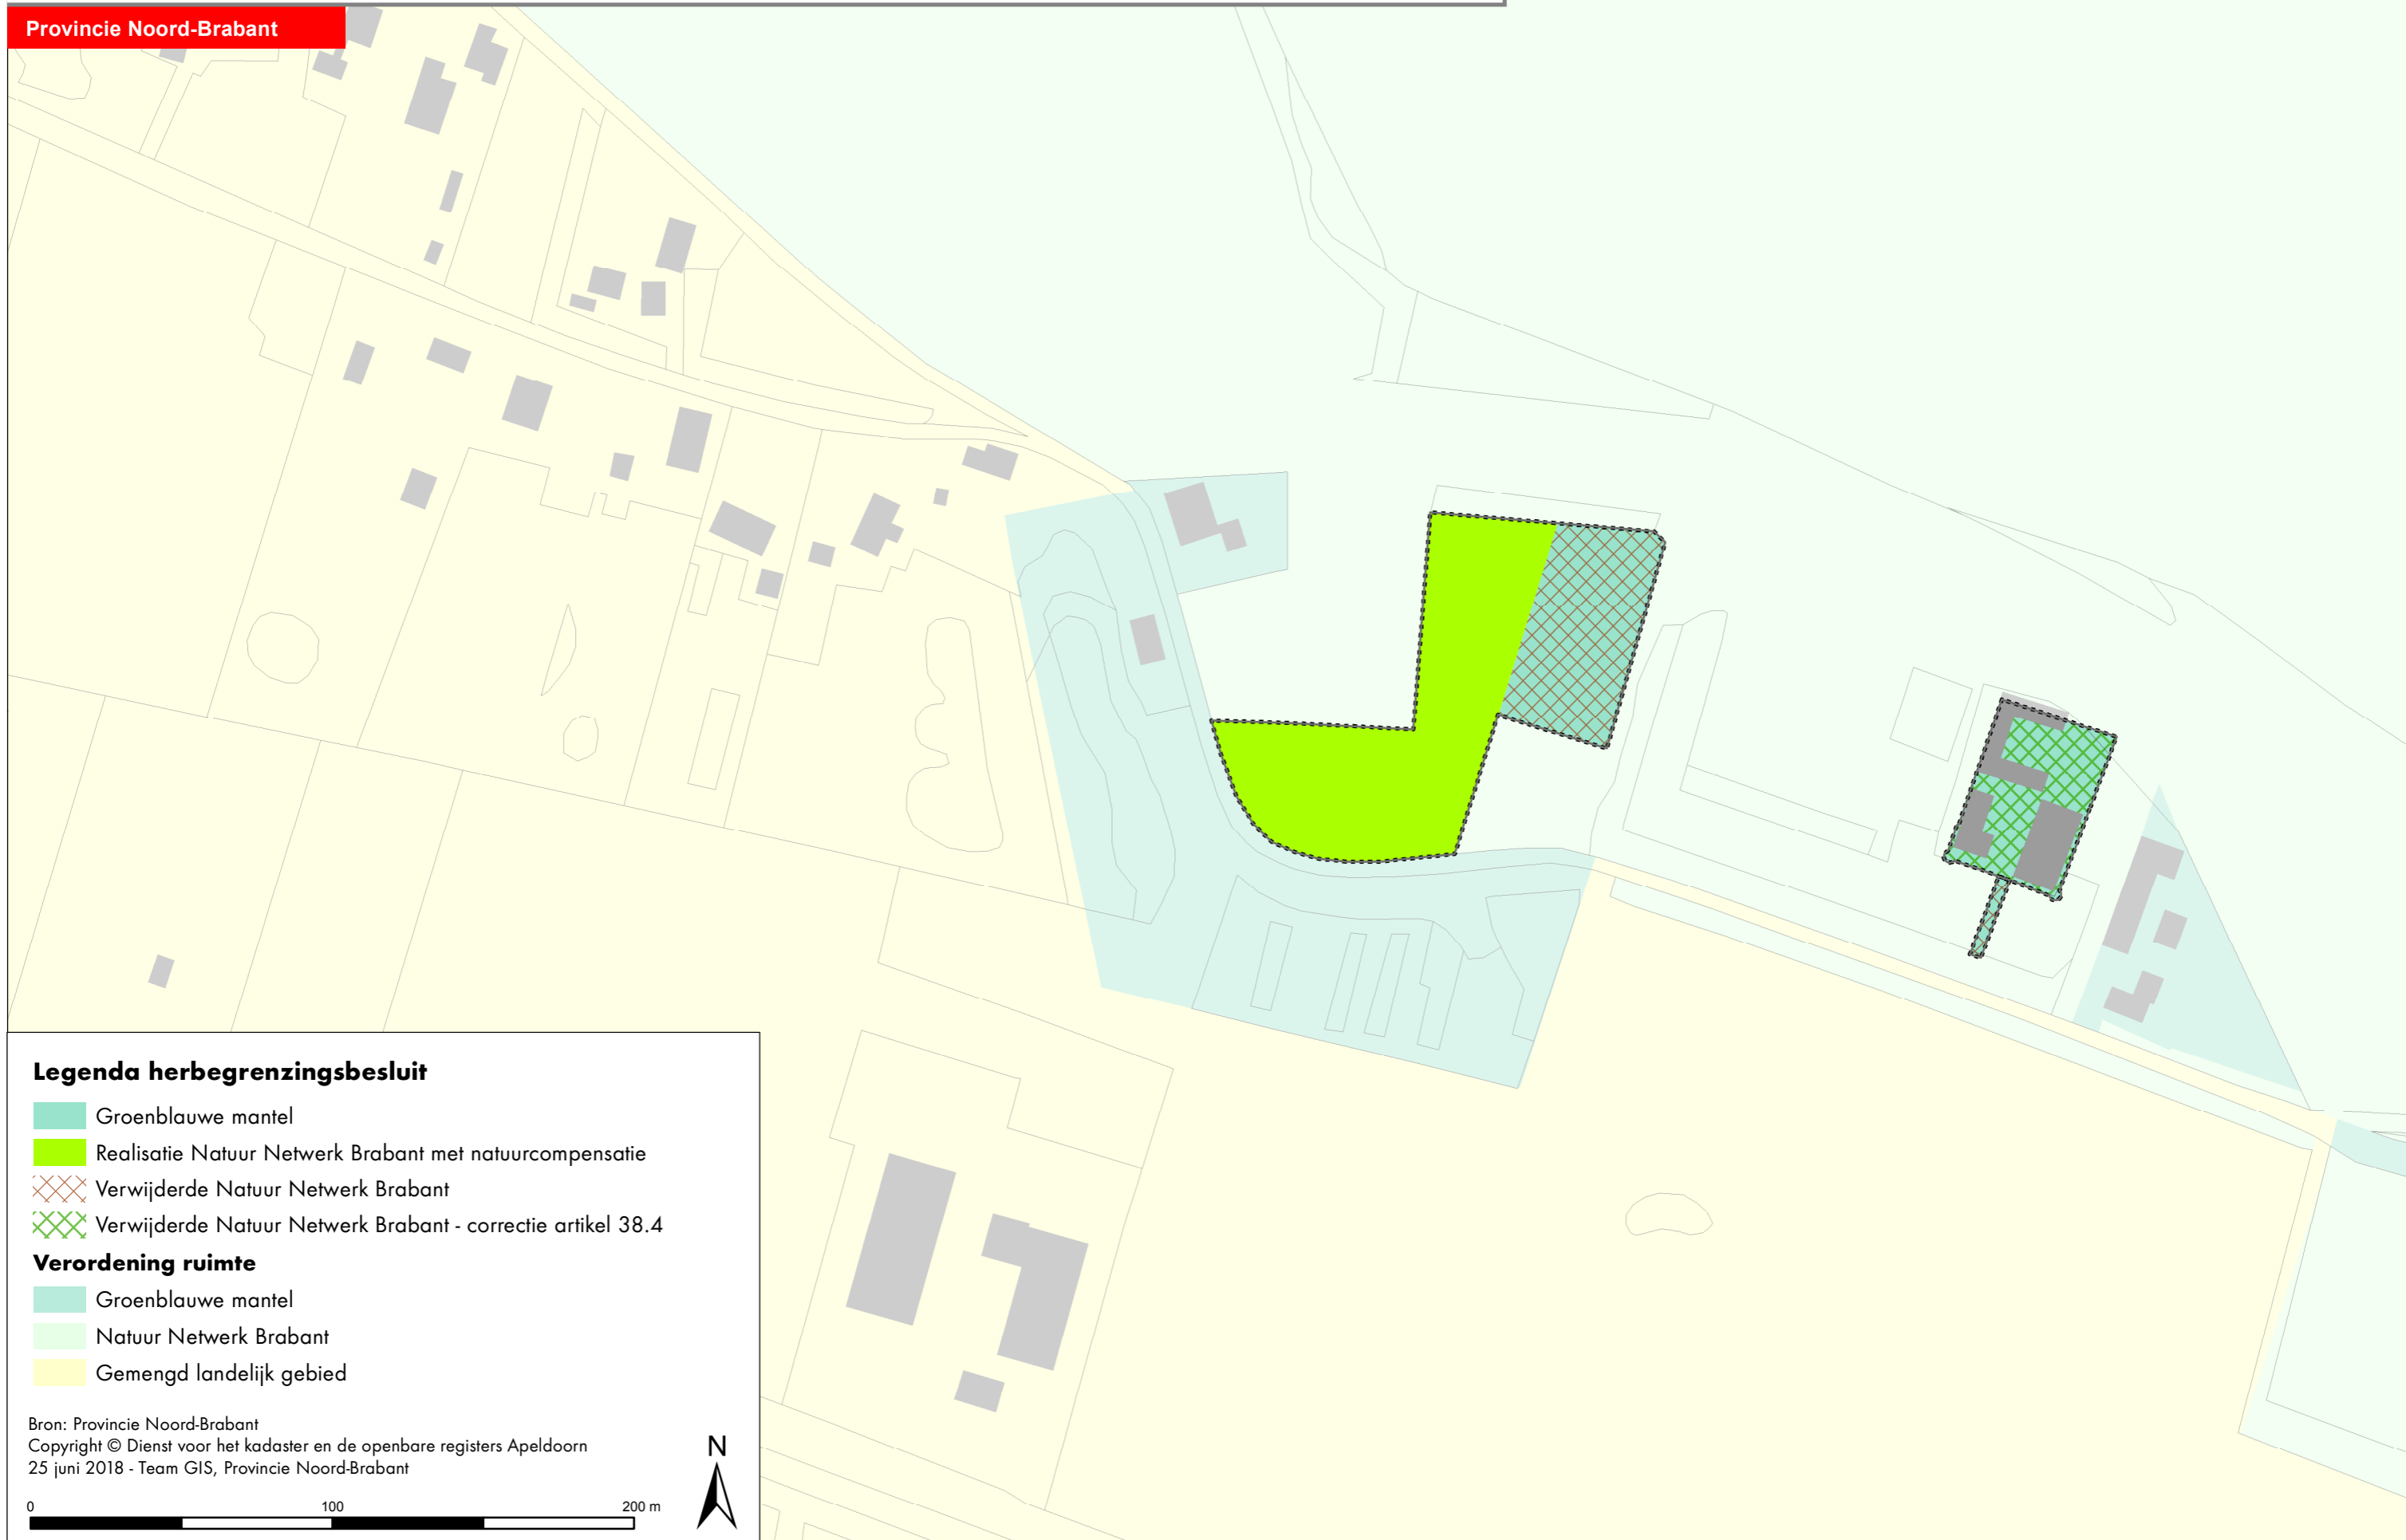 Provincie Noord-Brabant
Legenda herbegrenzingsbesluit
Groenblauwe mantel
Realisatie Natuur Netwerk Brabant met natuurcompensatie
Verwijderde Natuur Netwerk Brabant
Verwijderde Natuur Netwerk Brabant - correctie artikel 38.4
Verordening ruimte
Groenblauwe mantel
Natuur Netwerk Brabant
Gemengd landelijk gebied
Bron: Provincie Noord-Brabant
Copyright © Dienst voor het kadaster en de openbare registers Apeldoorn
25 juni 2018 - Team GIS, Provincie Noord-Brabant
N
0 100 200 m